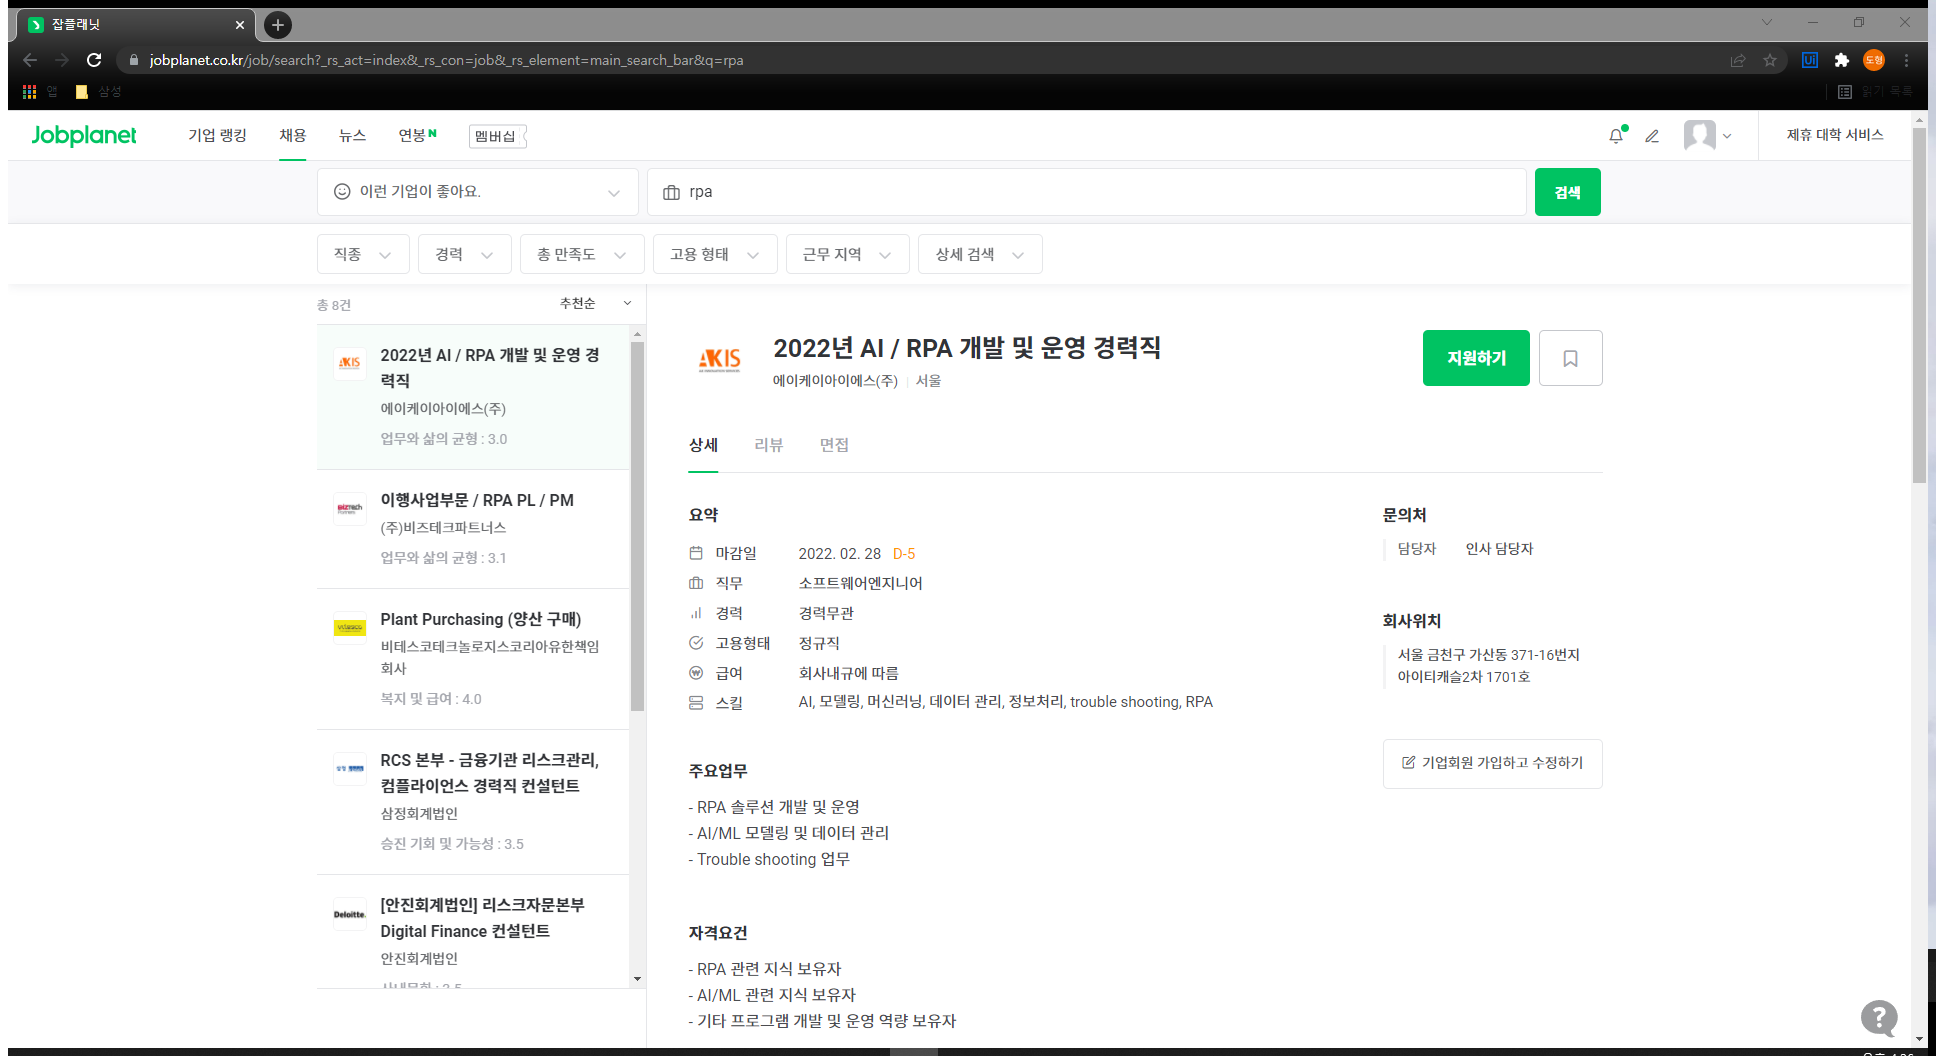 잡플래닛
jobplanet.co.kr/job/search?_rs_act=index&_rs_con=job&_rs_element=main_search_bar&q=rpa
Ui
도형
앱
삼성
읽기 목록
Jobplanet
기업 랭킹
채용
뉴스
연봉 N
멤버십
제휴 대학 서비스
이런 기업이 좋아요.
rpa
검색
직종
경력
총 만족도
고용 형태
근무 지역
상세 검색
총 8건
추천순
AKIS
2022년 AI / RPA 개발 및 운영 경
력직
에이케이아이에스(주)
업무와 삶의 균형 : 3.0
이행사업부문 / RPA PL / PM
(주)비즈테크파트너스
업무와 삶의 균형 : 3.1
Plant Purchasing (양산 구매)
비테스코테크놀로지스코리아유한책임
회사
복지 및 급여 : 4.0
RCS 본부 - 금융기관 리스크관리,
컴플라이언스 경력직 컨설턴트
삼정회계법인
승진 기회 및 가능성 : 3.5
Deloitte.
[안진회계법인] 리스크자문본부
Digital Finance 컨설턴트
안진회계법인
AKIS
2022년 AI / RPA 개발 및 운영 경력직
에이케이아이에스(주) 서울
지원하기
상세
리뷰
면접
요약
마감일 2022. 02. 28 D-5
직무 소프트웨어엔지니어
경력 경력무관
고용형태 정규직
급여 회사내규에 따름
스킬 AI, 모델링, 머신러닝, 데이터 관리, 정보처리, trouble shooting, RPA
주요업무
- RPA 솔루션 개발 및 운영
- AI/ML 모델링 및 데이터 관리
- Trouble shooting 업무
자격요건
- RPA 관련 지식 보유자
- AI/ML 관련 지식 보유자
- 기타 프로그램 개발 및 운영 역량 보유자
문의처
담당자 인사 담당자
회사위치
서울 금천구 가산동 371-16번지
아이티캐슬2차 1701호
기업회원 가입하고 수정하기
?